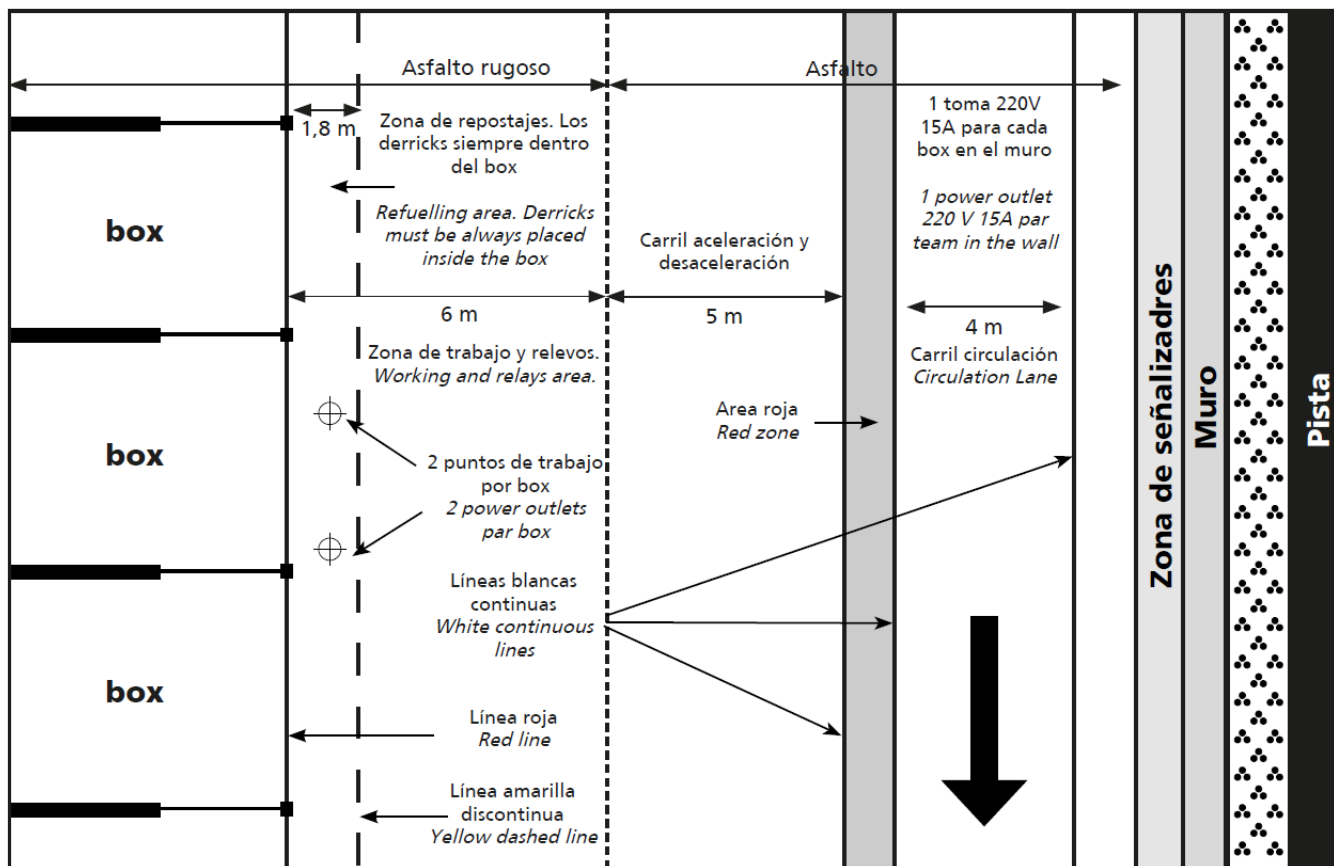 Asfalto rugoso
Asfalto
1,8 m
Zona de repostajes. Los
derricks siempre dentro
del box
Refuelling area. Derricks
must be always placed
inside the box
1 toma 220V
15A para cada
box en el muro
1 power outlet
220 V 15A par
team in the wall
box
Carril aceleración y
desaceleración
6 m
5 m
4 m
Zona de trabajo y relevos.
Working and relays area.
Carril circulación
Circulation Lane
Area roja
Red zone
box
2 puntos de trabajo
por box
2 power outlets
par box
Líneas blancas
continuas
White continuous
lines
box
Línea roja
Red line
Línea amarilla
discontinua
Yellow dashed line
Zona de señalizadres
Muro
Pista